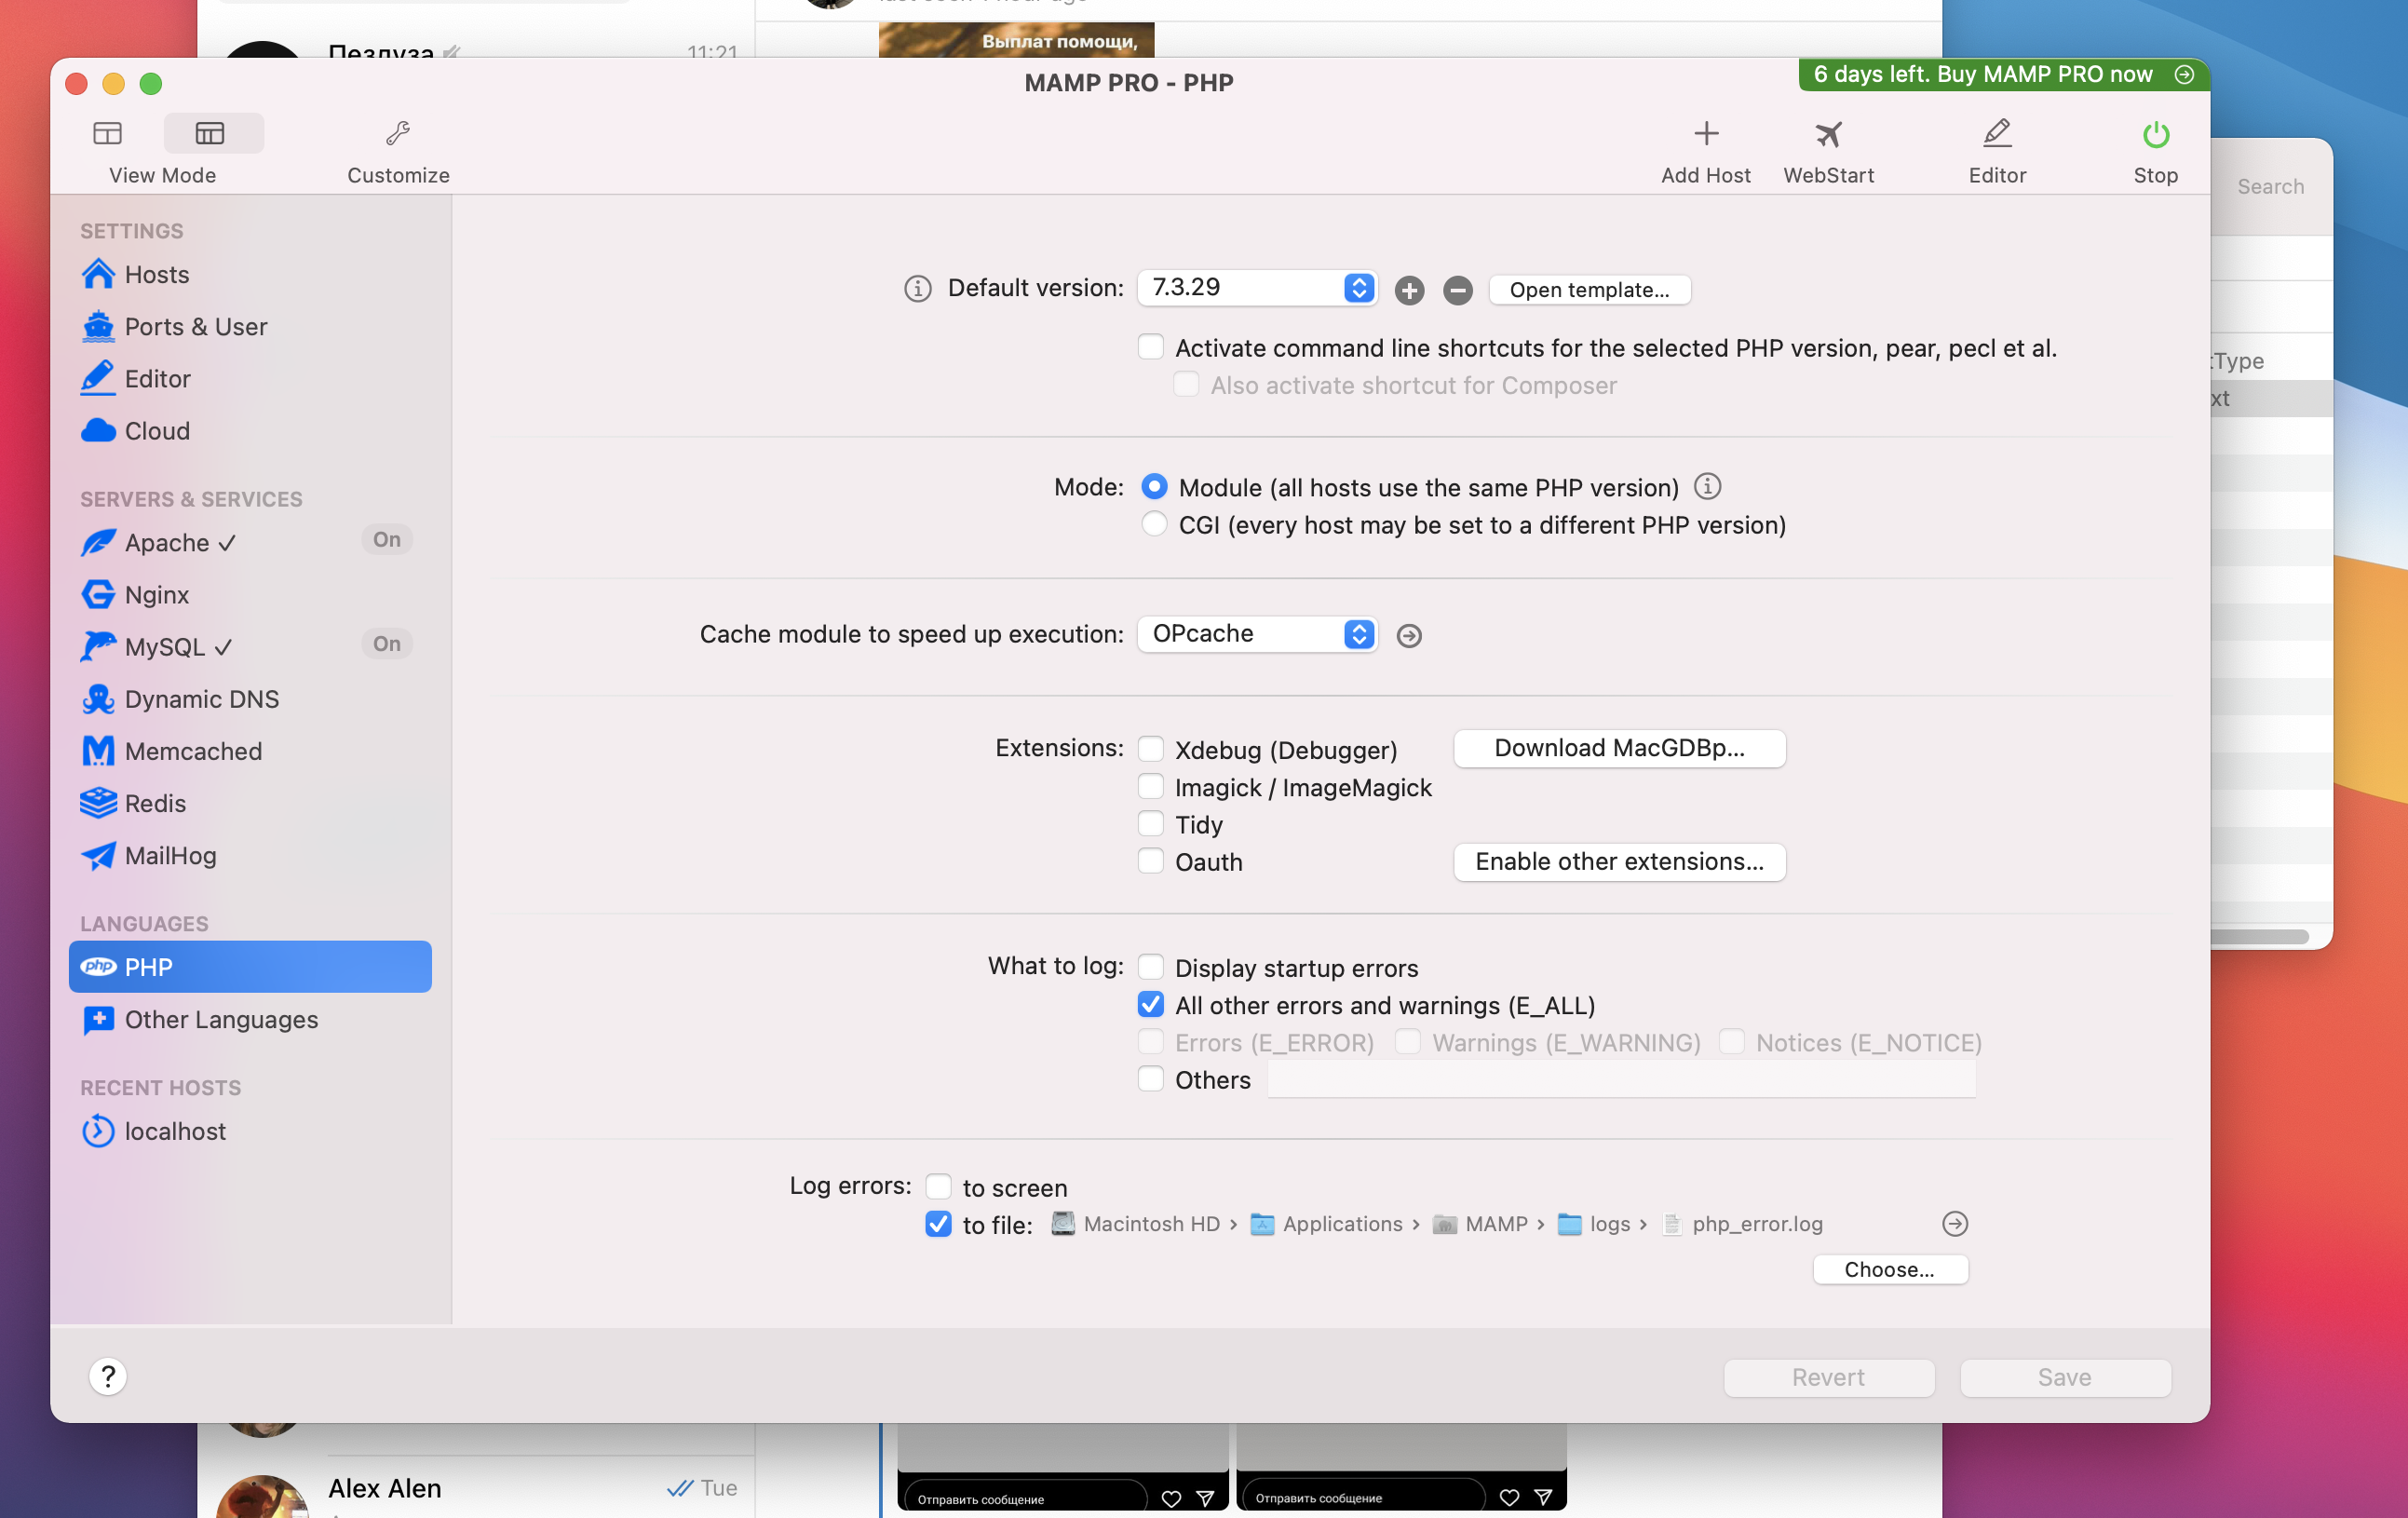 Пездуза
11:21
Выплат помощи,
MAMP PRO - PHP
6 days left. Buy MAMP PRO now
View Mode
Customize
Add Host
WebStart
Editor
Stop
Search
SETTINGS
Hosts
Ports & User
Editor
Cloud
SERVERS & SERVICES
Apache ✓ On
Nginx
MySQL ✓ On
Dynamic DNS
Memcached
Redis
MailHog
LANGUAGES
php PHP
Other Languages
RECENT HOSTS
localhost
Default version: 7.3.29 Open template...
Activate command line shortcuts for the selected PHP version, pear, pecl et al.
Also activate shortcut for Composer
Mode: Module (all hosts use the same PHP version)
CGI (every host may be set to a different PHP version)
Cache module to speed up execution: OPcache
Extensions: Xdebug (Debugger) Download MacGDBp...
Imagick / ImageMagick
Tidy
Oauth Enable other extensions...
What to log: Display startup errors
All other errors and warnings (E_ALL)
Errors (E_ERROR) Warnings (E_WARNING) Notices (E_NOTICE)
Others
Log errors: to screen
to file: Macintosh HD › Applications › MAMP › logs › php_error.log
Choose...
? Revert Save
Type
xt
Alex Alen Tue
Отправить сообщение
Отправить сообщение